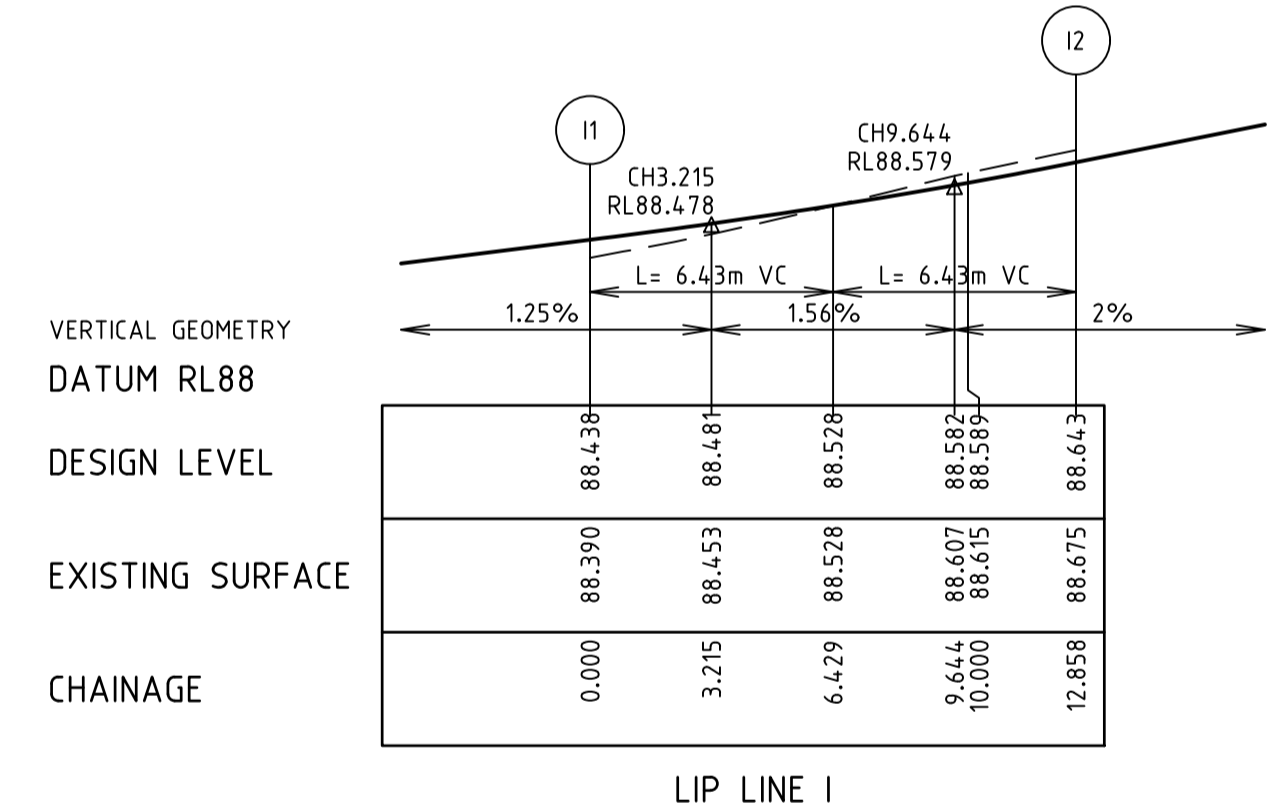 I2
I1
CH9.644
RL88.579
CH3.215
RL88.478
L= 6.43m VC
L= 6.43m VC
VERTICAL GEOMETRY
1.25%
1.56%
2%
DATUM RL88
DESIGN LEVEL
88.438
88.481
88.528
88.582
88.589
88.643
EXISTING SURFACE
88.390
88.453
88.528
88.607
88.615
88.675
CHAINAGE
0.000
3.215
6.429
9.644
10.000
12.858
LIP LINE I